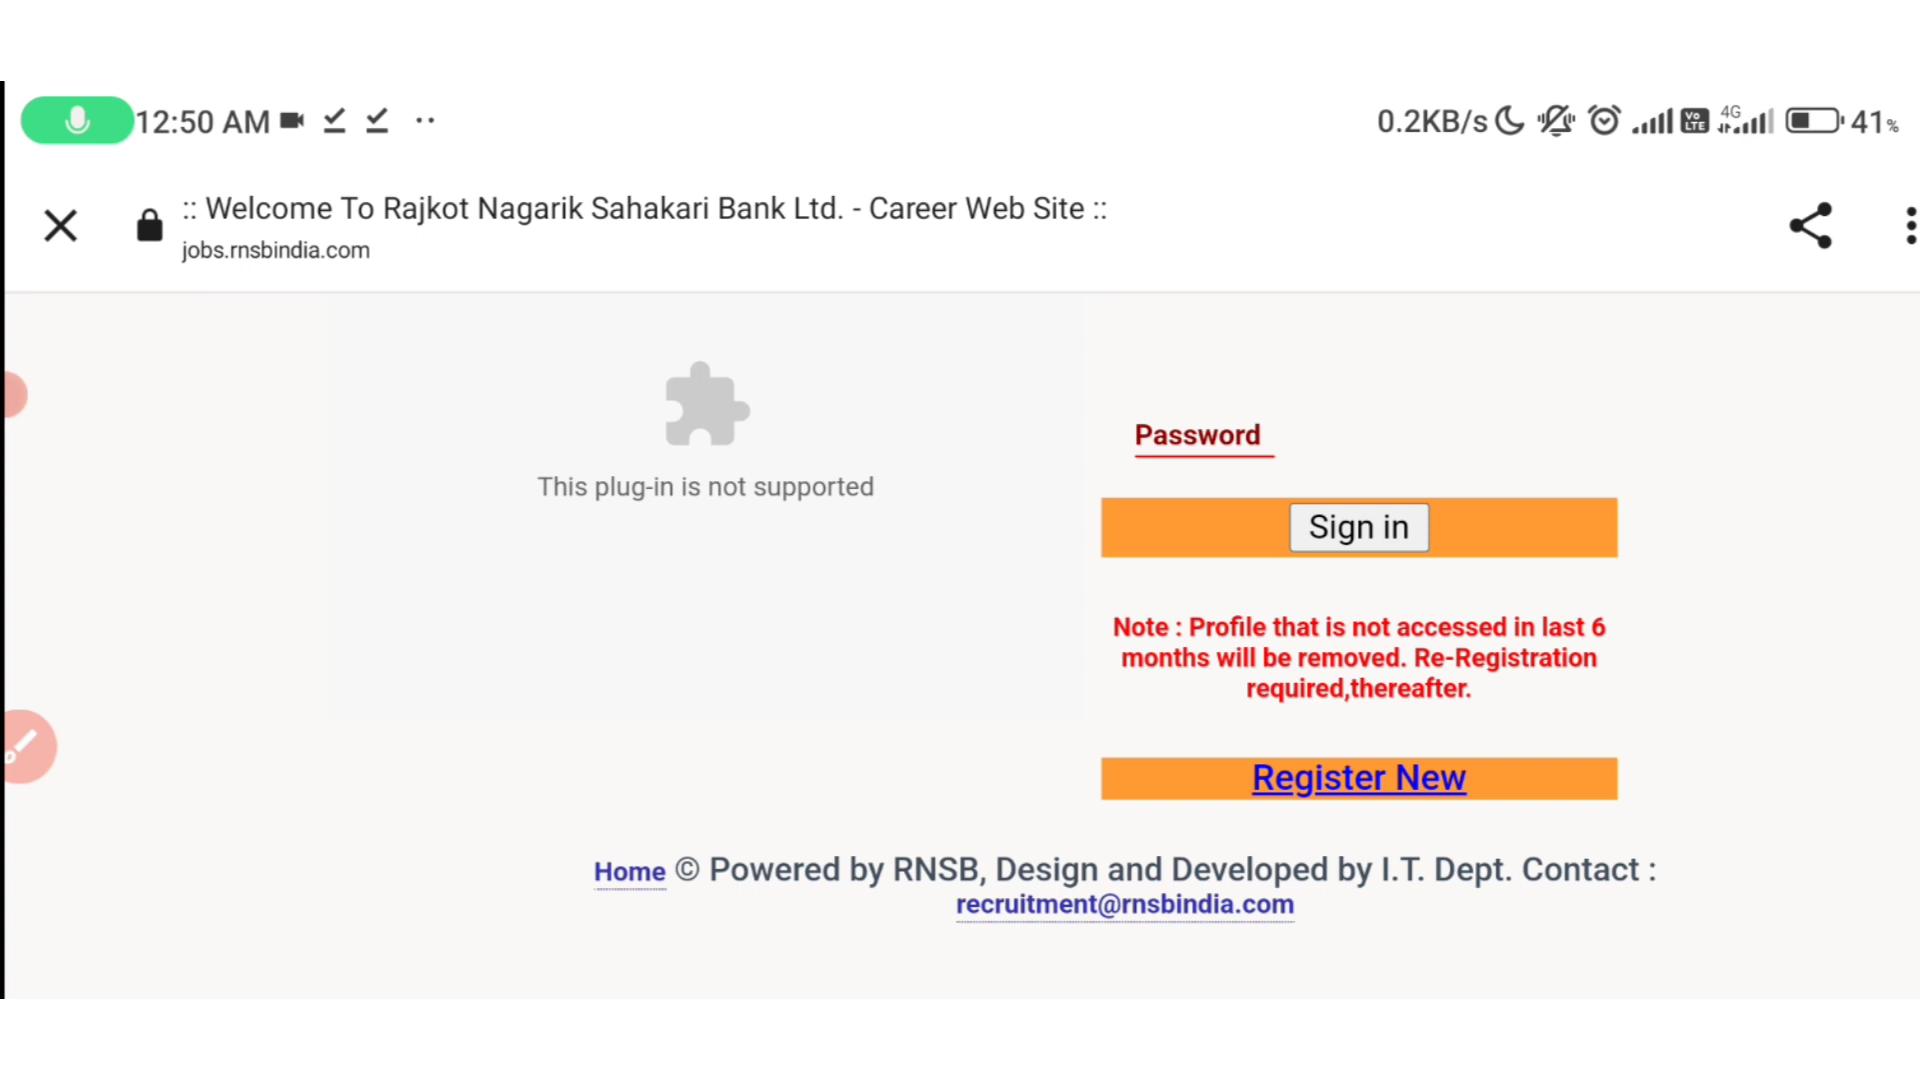 12:50 AM
0.2KB/s
Vo LTE
4G
41%
:: Welcome To Rajkot Nagarik Sahakari Bank Ltd. - Career Web Site ::
jobs.rnsbindia.com
This plug-in is not supported
Password
Sign in
Note : Profile that is not accessed in last 6
months will be removed. Re-Registration
required,thereafter.
Register New
Home © Powered by RNSB, Design and Developed by I.T. Dept. Contact :
recruitment@rnsbindia.com